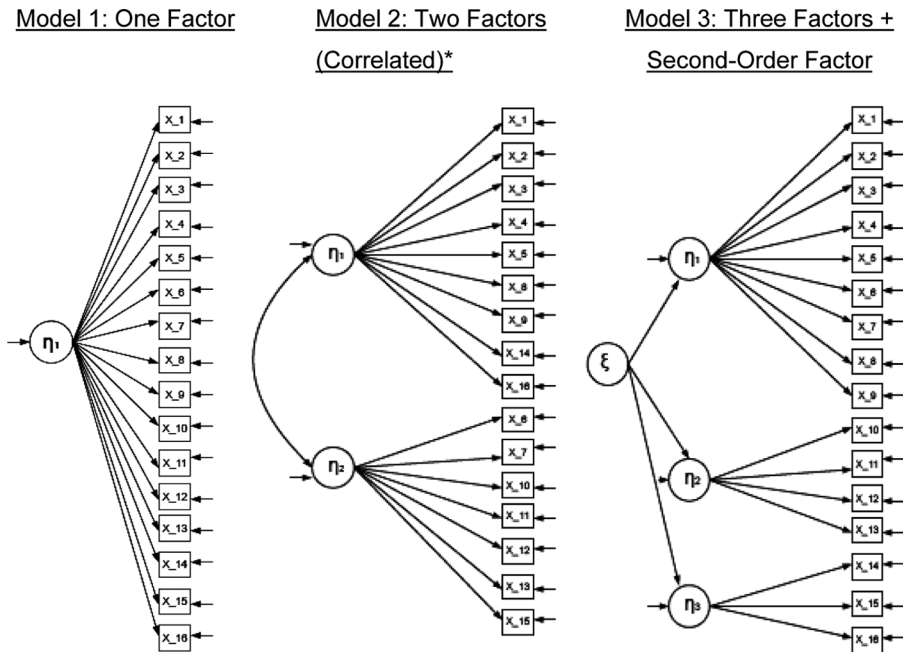 Model 1: One Factor
X_1
X_2
X_3
X_4
X_5
X_6
X_7
X_8
X_9
X_10
X_11
X_12
X_13
X_14
X_15
X_16
η₁
Model 2: Two Factors
(Correlated)*
X_1
X_2
X_3
X_4
X_5
X_8
X_9
X_14
X_16
X_6
X_7
X_10
X_11
X_12
X_13
X_15
η₁
η₂
Model 3: Three Factors +
Second-Order Factor
X_1
X_2
X_3
X_4
X_5
X_6
X_7
X_8
X_9
X_10
X_11
X_12
X_13
X_14
X_15
X_16
η₁
ξ
η₂
η₃